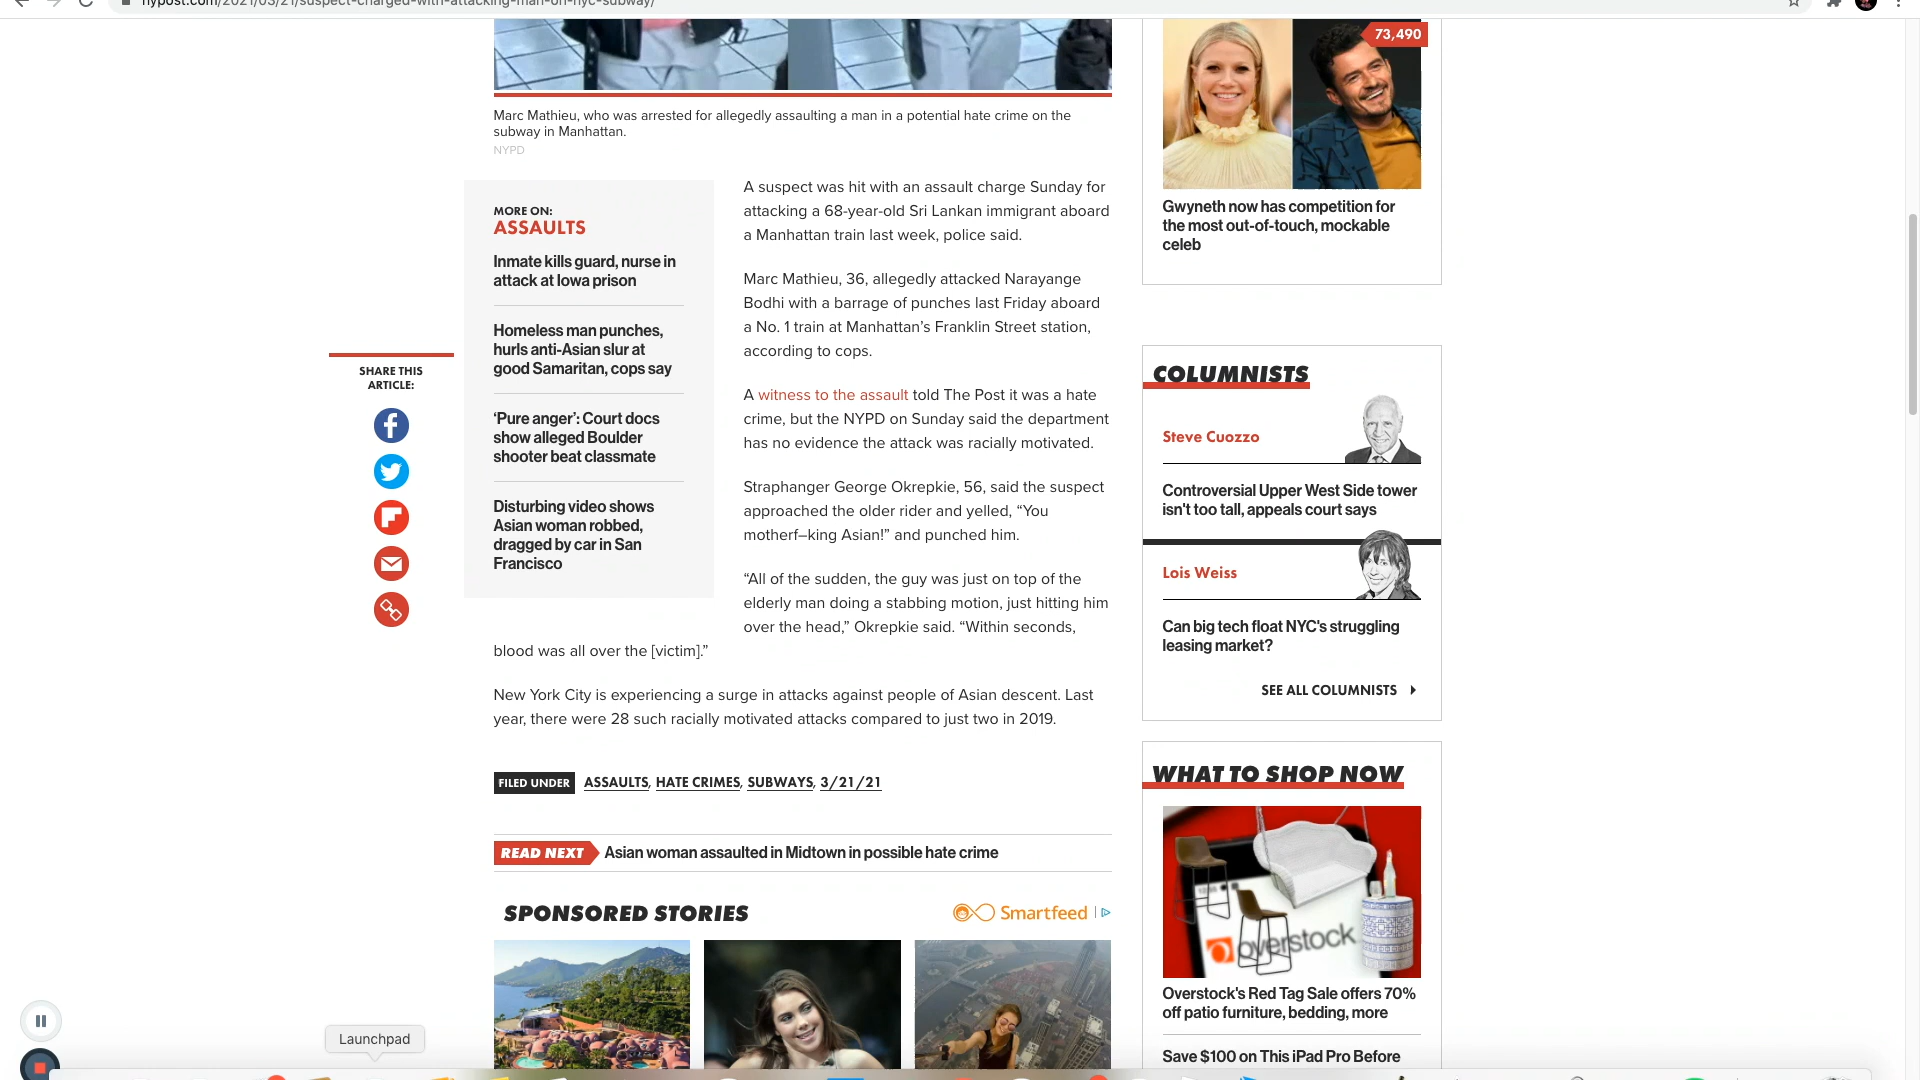 nypost.com/2021/03/21/suspect-charged-with-attacking-man-on-nyc-subway/
Marc Mathieu, who was arrested for allegedly assaulting a man in a potential hate crime on the
subway in Manhattan.
NYPD
SHARE THIS
ARTICLE:
MORE ON:
ASSAULTS
Inmate kills guard, nurse in
attack at Iowa prison
Homeless man punches,
hurls anti-Asian slur at
good Samaritan, cops say
‘Pure anger’: Court docs
show alleged Boulder
shooter beat classmate
Disturbing video shows
Asian woman robbed,
dragged by car in San
Francisco
A suspect was hit with an assault charge Sunday for
attacking a 68-year-old Sri Lankan immigrant aboard
a Manhattan train last week, police said.
Marc Mathieu, 36, allegedly attacked Narayange
Bodhi with a barrage of punches last Friday aboard
a No. 1 train at Manhattan’s Franklin Street station,
according to cops.
A witness to the assault told The Post it was a hate
crime, but the NYPD on Sunday said the department
has no evidence the attack was racially motivated.
Straphanger George Okrepkie, 56, said the suspect
approached the older rider and yelled, “You
motherf–king Asian!” and punched him.
“All of the sudden, the guy was just on top of the
elderly man doing a stabbing motion, just hitting him
over the head,” Okrepkie said. “Within seconds,
blood was all over the [victim].”
New York City is experiencing a surge in attacks against people of Asian descent. Last
year, there were 28 such racially motivated attacks compared to just two in 2019.
FILED UNDER ASSAULTS, HATE CRIMES, SUBWAYS, 3/21/21
READ NEXT Asian woman assaulted in Midtown in possible hate crime
SPONSORED STORIES
Smartfeed
73,490
Gwyneth now has competition for
the most out-of-touch, mockable
celeb
COLUMNISTS
Steve Cuozzo
Controversial Upper West Side tower
isn't too tall, appeals court says
Lois Weiss
Can big tech float NYC's struggling
leasing market?
SEE ALL COLUMNISTS
WHAT TO SHOP NOW
overstock
Overstock's Red Tag Sale offers 70%
off patio furniture, bedding, more
Save $100 on This iPad Pro Before
Launchpad